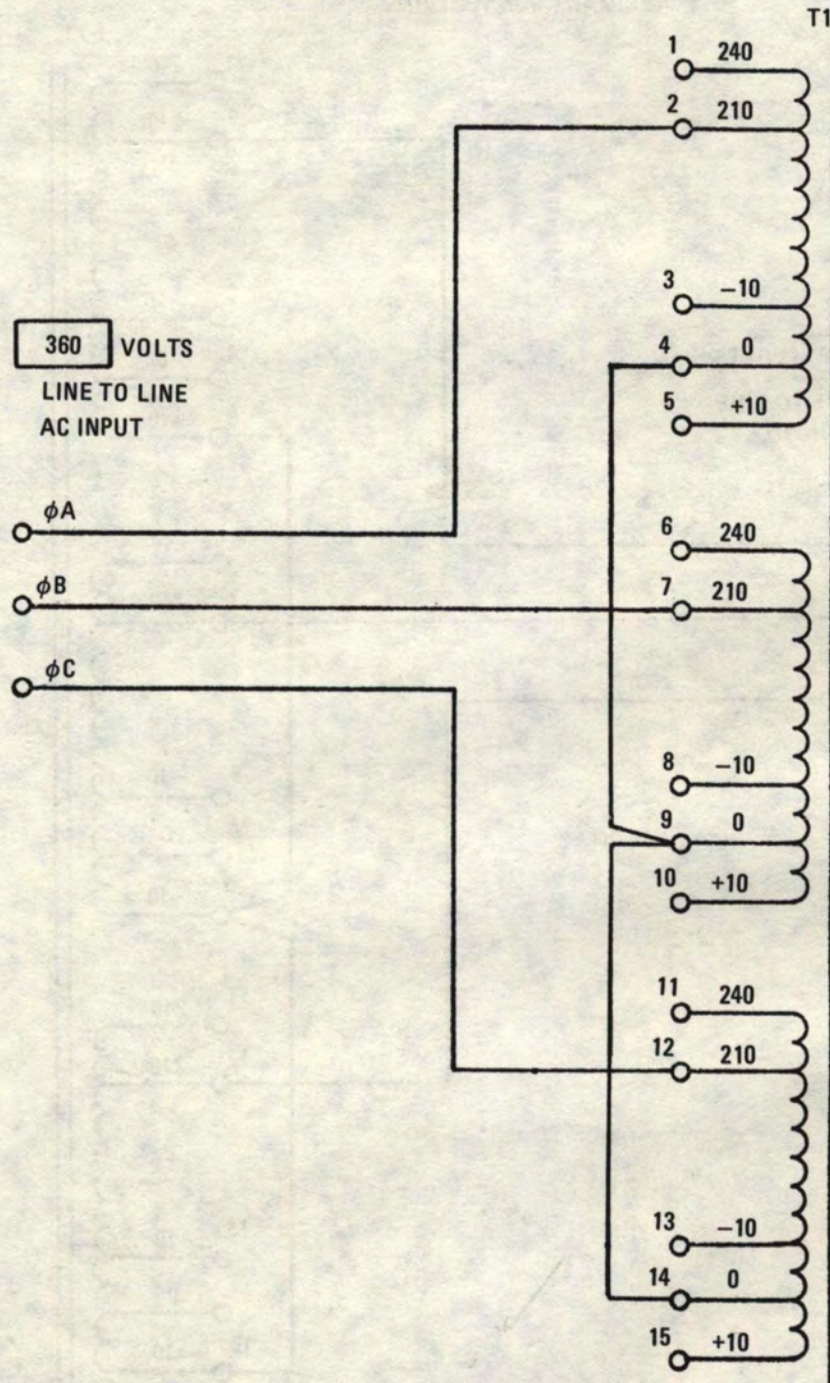 T1
1 240
2 210
3 −10
360 VOLTS
4 0
LINE TO LINE
5 +10
AC INPUT
φA
6 240
φB
7 210
φC
8 −10
9 0
10 +10
11 240
12 210
13 −10
14 0
15 +10